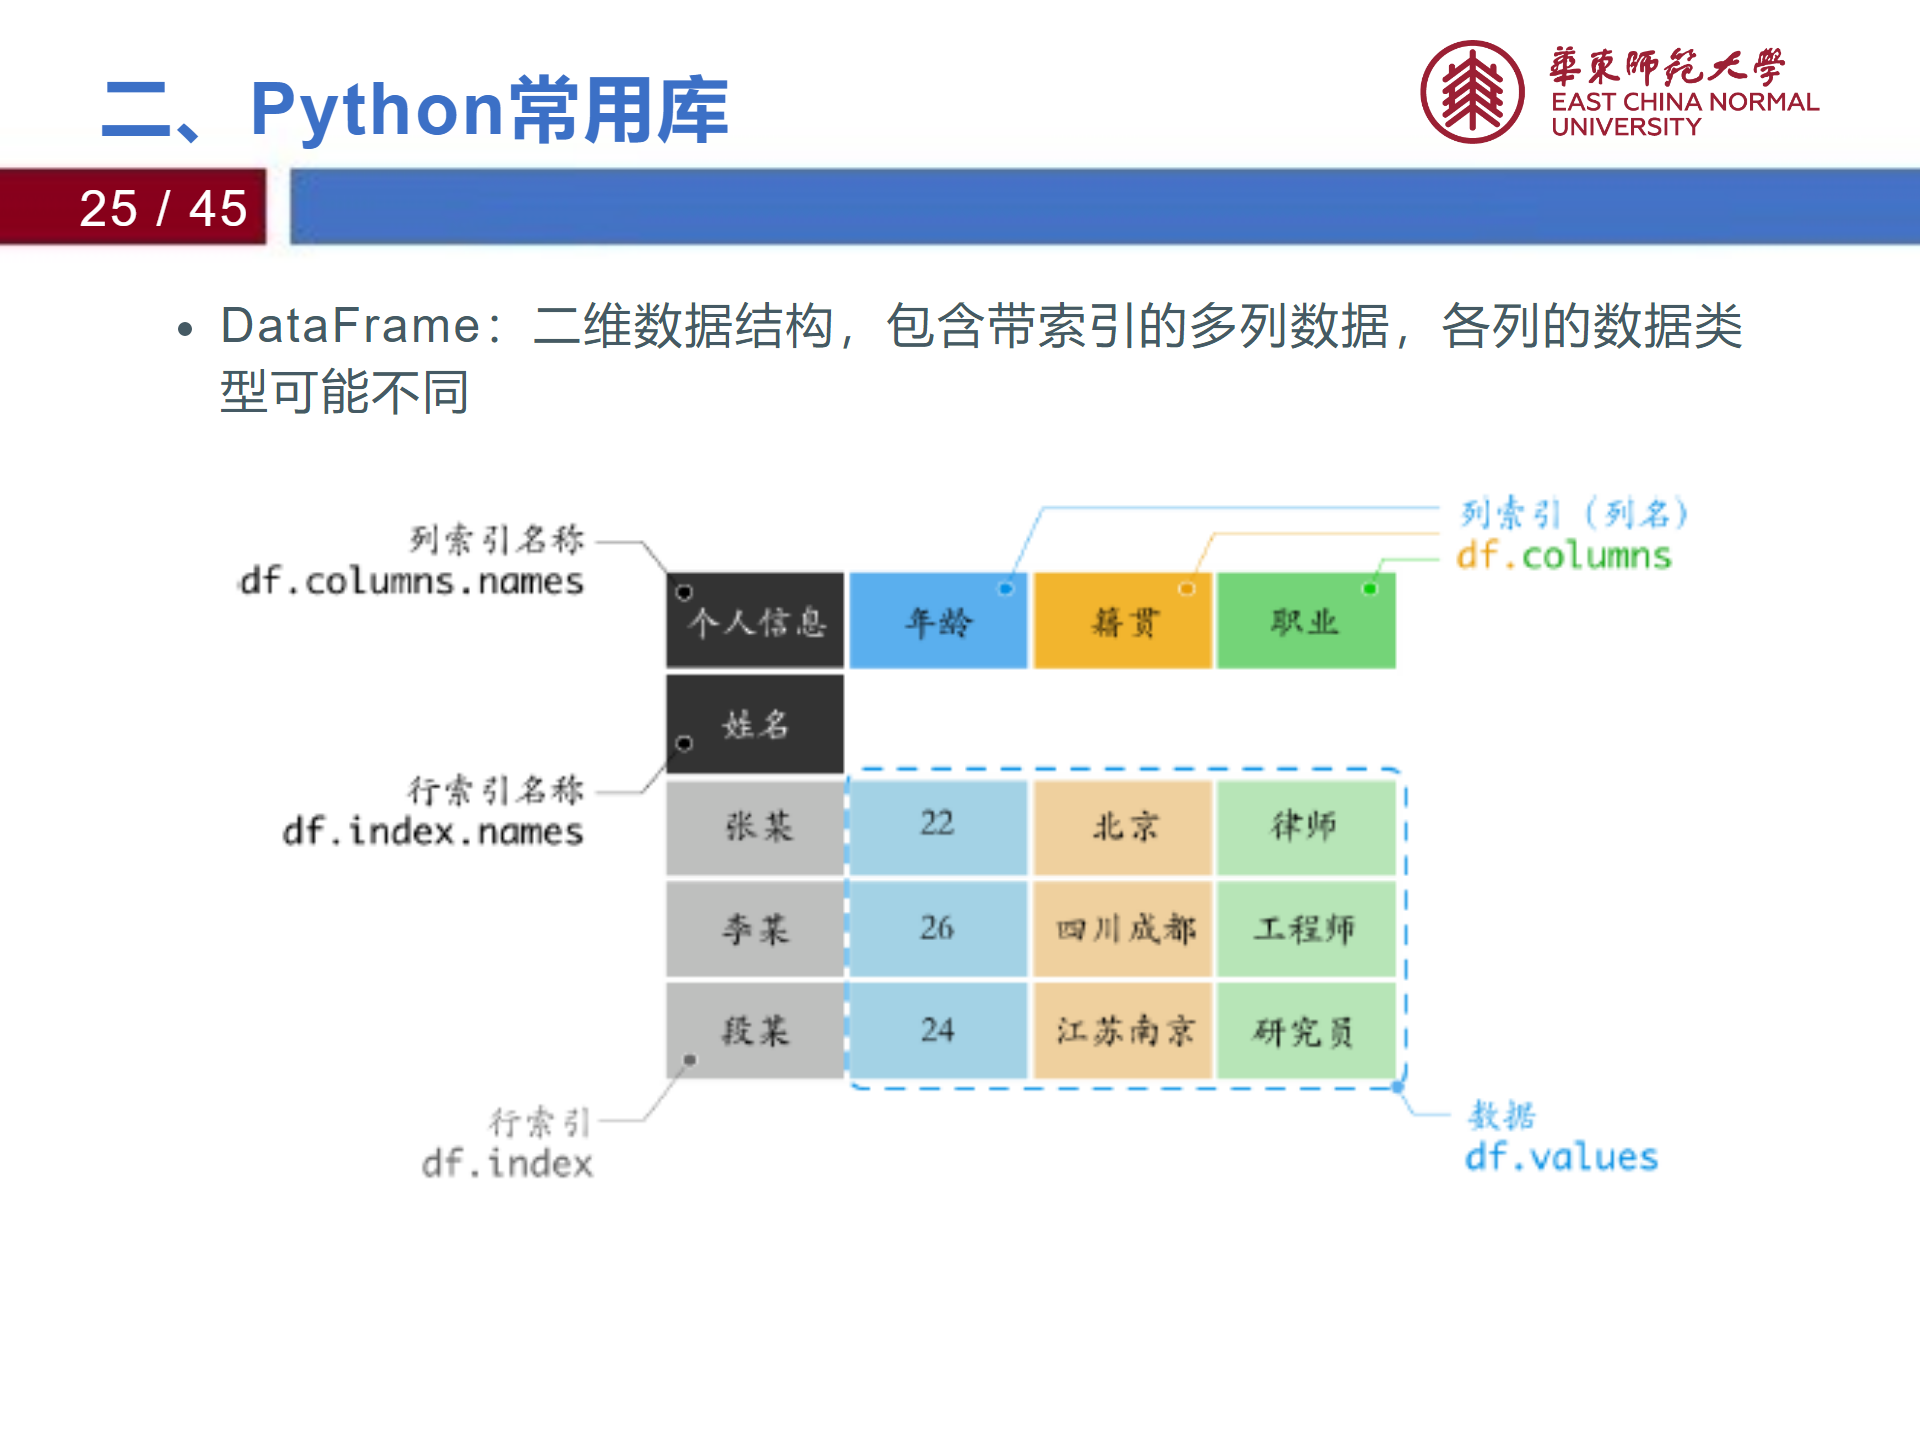 二、Python常用库
華東師範大學
EAST CHINA NORMAL
UNIVERSITY
25 / 45
• DataFrame：二维数据结构，包含带索引的多列数据，各列的数据类
型可能不同
列索引（列名）
df.columns
列索引名称
df.columns.names
个人信息 年龄 籍贯 职业
姓名
行索引名称
df.index.names
张某 22 北京 律师
李某 26 四川成都 工程师
段某 24 江苏南京 研究员
行索引
df.index
数据
df.values